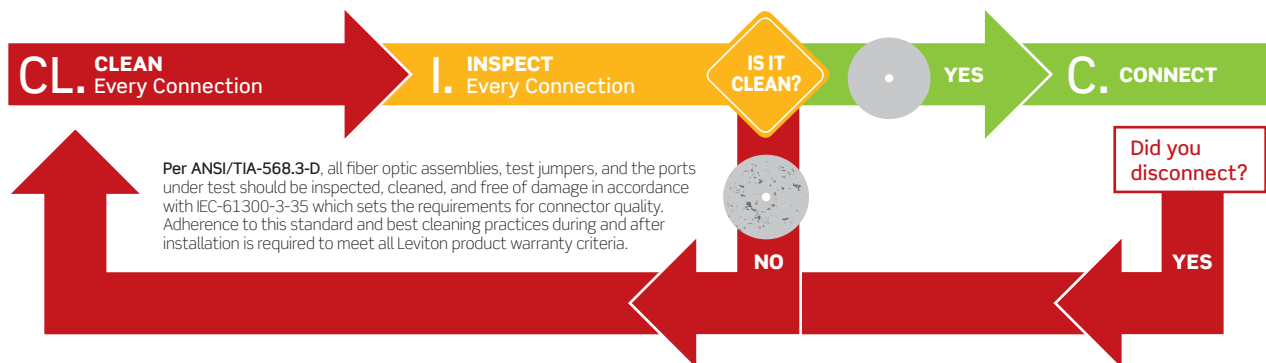 CL. CLEAN
Every Connection
I. INSPECT
Every Connection
IS IT
CLEAN?
YES
C. CONNECT
Per ANSI/TIA-568.3-D, all fiber optic assemblies, test jumpers, and the ports
under test should be inspected, cleaned, and free of damage in accordance
with IEC-61300-3-35 which sets the requirements for connector quality.
Adherence to this standard and best cleaning practices during and after
installation is required to meet all Leviton product warranty criteria.
Did you
disconnect?
NO
YES